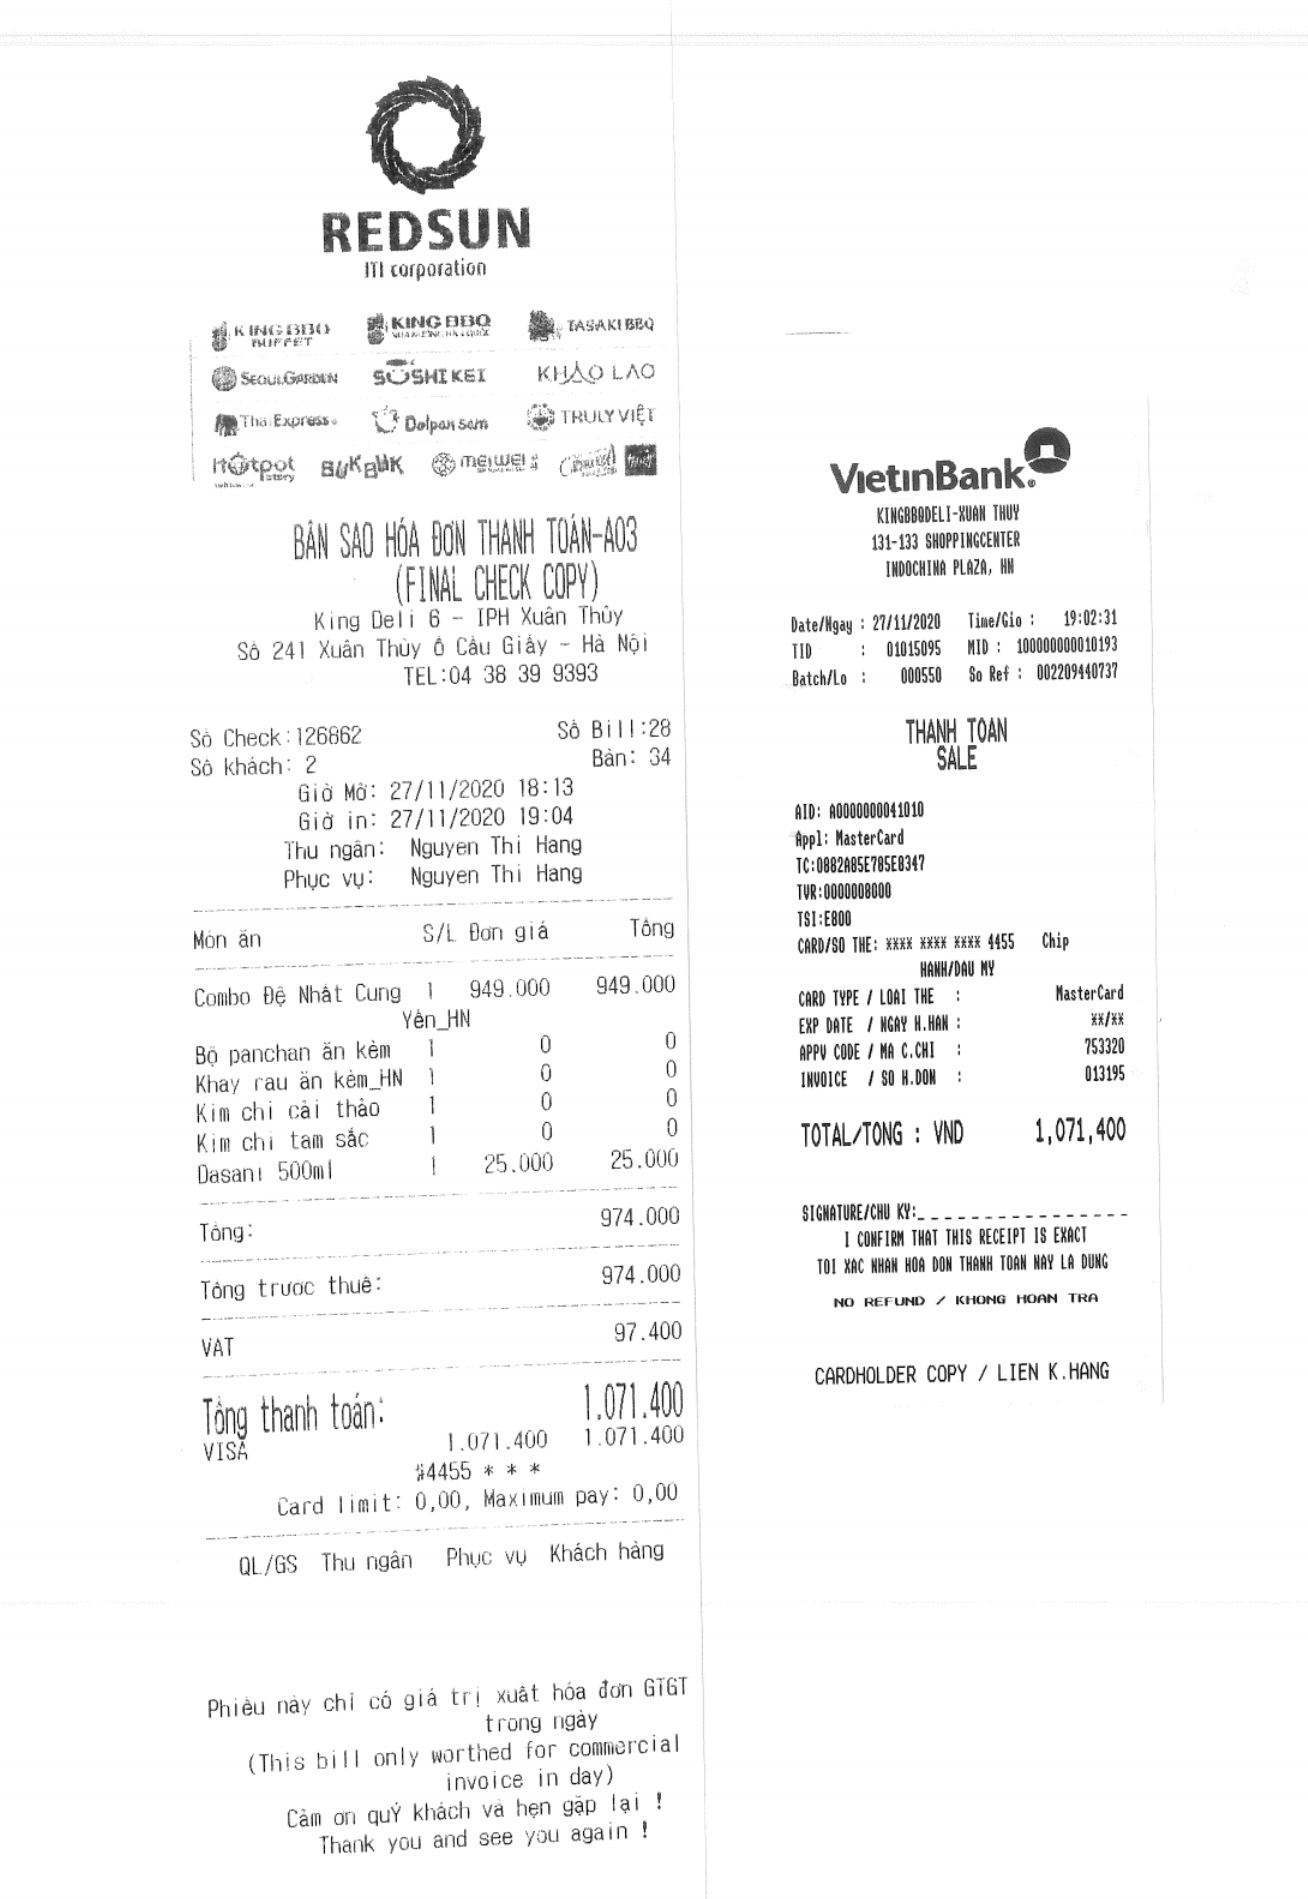 REDSUN
ITI corporation
KING BBQ BUFFET
KING BBQ
TASAKI BBQ
SEOUL GARDEN
SUSHI KEI
KHAO LAO
ThaiExpress
Dolpan sam
TRULY VIỆT
Hotpot story
BUK BUK
meiwei
BẢN SAO HÓA ĐƠN THANH TOÁN-A03
(FINAL CHECK COPY)
King Deli 6 - IPH Xuân Thủy
Số 241 Xuân Thủy Ô Cầu Giấy - Hà Nội
TEL:04 38 39 9393
Số Check:126862 Số Bill:28
Số khách: 2 Bàn: 34
Giờ Mở: 27/11/2020 18:13
Giờ in: 27/11/2020 19:04
Thu ngân: Nguyen Thi Hang
Phục vụ: Nguyen Thi Hang
Món ăn S/L Đơn giá Tổng
Combo Đệ Nhất Cung 1 949.000 949.000
Yến_HN
Bộ panchan ăn kèm 1 0 0
Khay rau ăn kèm_HN 1 0 0
Kim chi cải thảo 1 0 0
Kim chi tam sắc 1 0 0
Dasani 500ml 1 25.000 25.000
Tổng: 974.000
Tổng trước thuế: 974.000
VAT 97.400
Tổng thanh toán: 1.071.400
VISA 1.071.400 1.071.400
#4455 * * *
Card limit: 0,00, Maximum pay: 0,00
QL/GS Thu ngân Phục vụ Khách hàng
Phiếu này chỉ có giá trị xuất hóa đơn GTGT
trong ngày
(This bill only worthed for commercial
invoice in day)
Cảm ơn quÝ khách và hẹn gặp lại !
Thank you and see you again !
VietinBank
KINGBBQDELI-XUAN THUY
131-133 SHOPPINGCENTER
INDOCHINA PLAZA, HN
Date/Ngay : 27/11/2020 Time/Gio : 19:02:31
TID : 01015095 MID : 100000000010193
Batch/Lo : 000550 So Ref : 002209440737
THANH TOAN
SALE
AID: A0000000041010
Appl: MasterCard
TC:0882A85E785E8347
TVR:0000008000
TSI:E800
CARD/SO THE: XXXX XXXX XXXX 4455 Chip
HANH/DAU MY
CARD TYPE / LOAI THE : MasterCard
EXP DATE / NGAY H.HAN : XX/XX
APPV CODE / MA C.CHI : 753320
INVOICE / SO H.DON : 013195
TOTAL/TONG : VND 1,071,400
SIGNATURE/CHU KY:_ _ _ _ _ _ _ _ _ _ _ _ _ _ _ _
I CONFIRM THAT THIS RECEIPT IS EXACT
TOI XAC NHAN HOA DON THANH TOAN NAY LA DUNG
NO REFUND / KHONG HOAN TRA
CARDHOLDER COPY / LIEN K.HANG